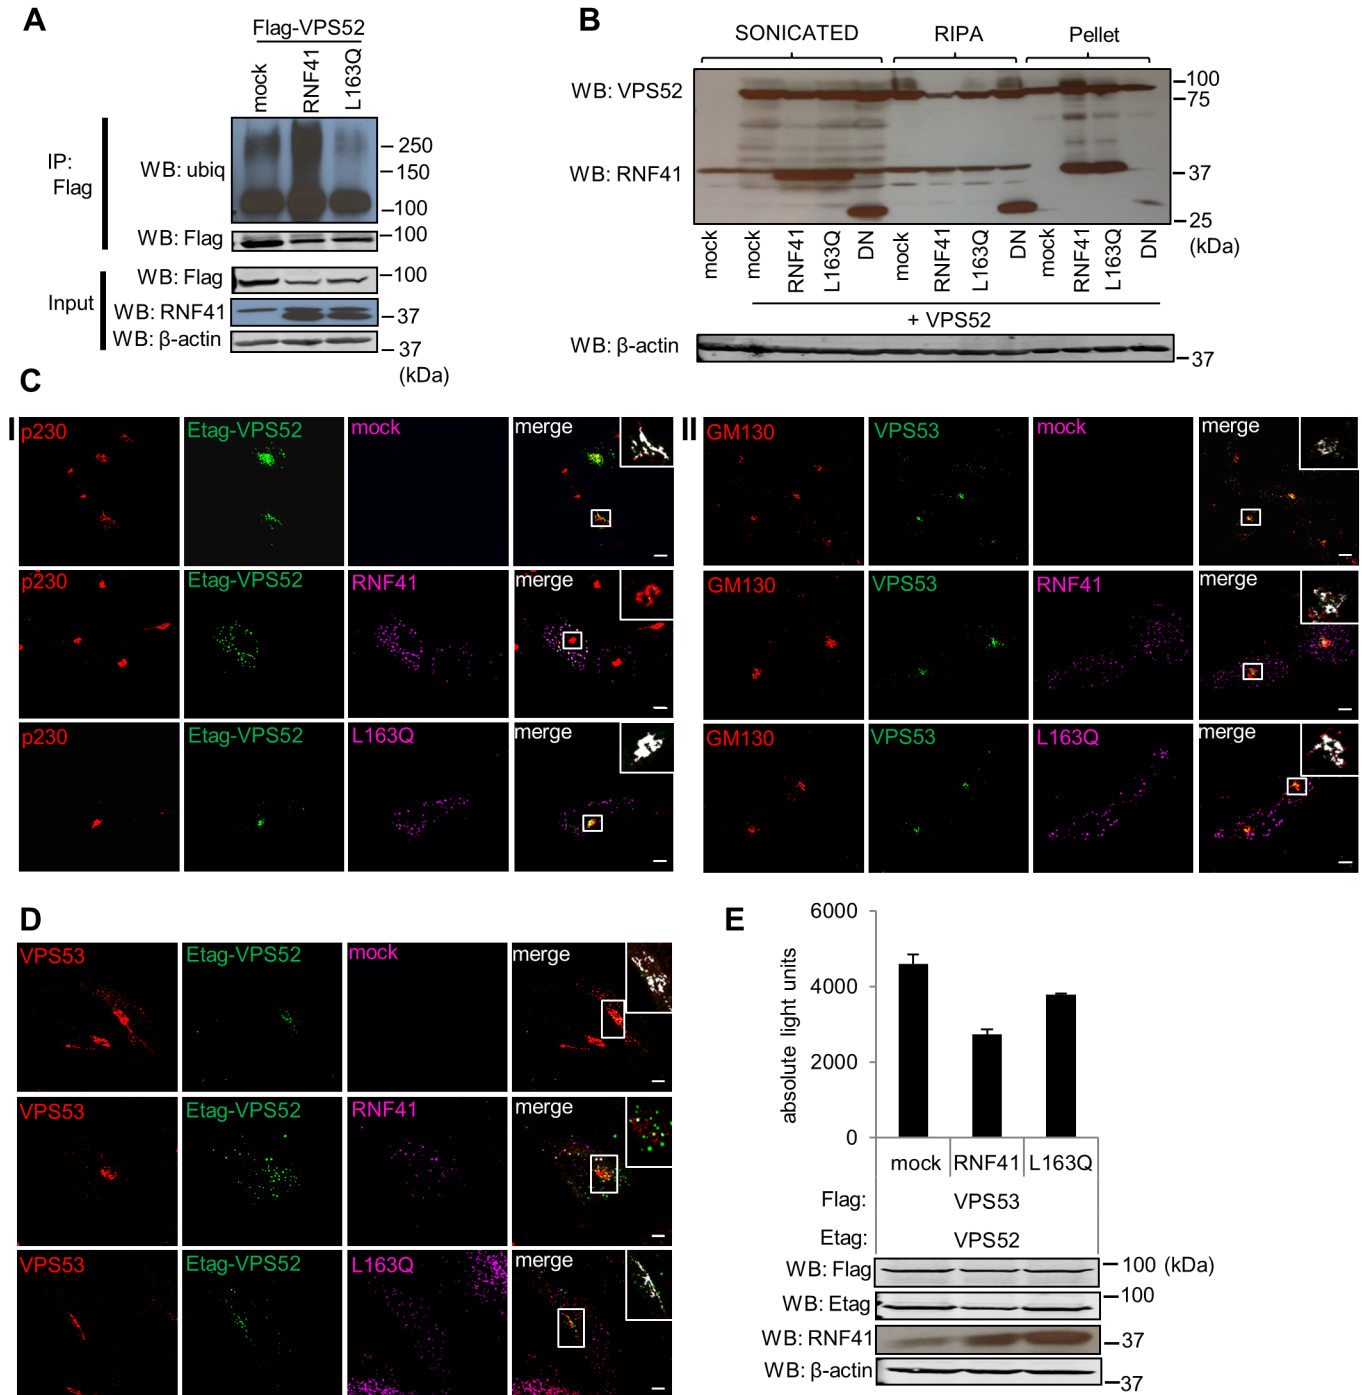 A
Flag-VPS52
mock
RNF41
L163Q
IP:
Flag
WB: ubiq
250
150
100
WB: Flag
100
Input
WB: Flag
100
WB: RNF41
37
WB: β-actin
37
(kDa)
B
SONICATED
RIPA
Pellet
WB: VPS52
100
75
WB: RNF41
37
25
(kDa)
mock
mock
RNF41
L163Q
DN
mock
RNF41
L163Q
DN
mock
RNF41
L163Q
DN
+ VPS52
WB: β-actin
37
C
I
p230
Etag-VPS52
mock
merge
p230
Etag-VPS52
RNF41
merge
p230
Etag-VPS52
L163Q
merge
II
GM130
VPS53
mock
merge
GM130
VPS53
RNF41
merge
GM130
VPS53
L163Q
merge
D
VPS53
Etag-VPS52
mock
merge
VPS53
Etag-VPS52
RNF41
merge
VPS53
Etag-VPS52
L163Q
merge
E
absolute light units
6000
4000
2000
0
mock
RNF41
L163Q
Flag:
VPS53
Etag:
VPS52
WB: Flag
100 (kDa)
WB: Etag
100
WB: RNF41
37
WB: β-actin
37